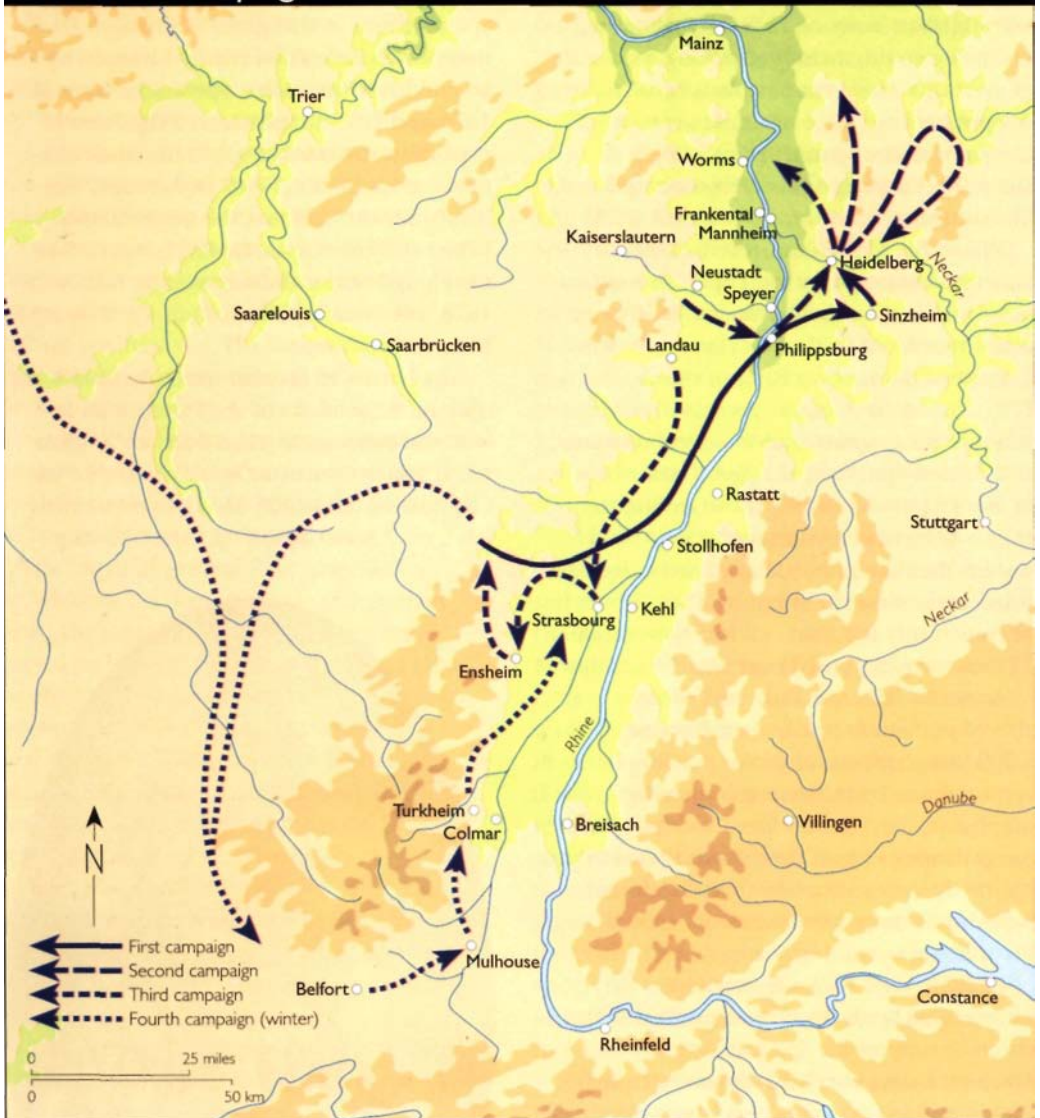 Mainz
Trier
Worms
Frankental
Mannheim
Kaiserslautern
Heidelberg
Neckar
Neustadt
Speyer
Saarelouis
Sinzheim
Saarbrücken
Landau
Philippsburg
Rastatt
Stuttgart
Stollhofen
Strasbourg
Kehl
Neckar
Ensheim
Rhine
Turkheim
Colmar
Breisach
Villingen
Danube
N
First campaign
Second campaign
Third campaign
Fourth campaign (winter)
Mulhouse
Belfort
Constance
Rheinfeld
0 25 miles
0 50 km